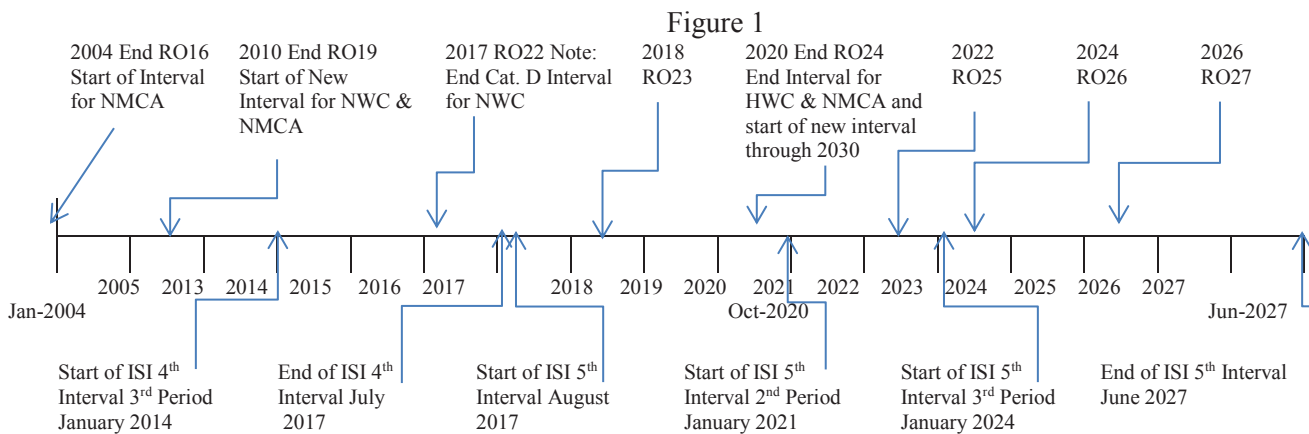 Figure 1
2004 End RO16
Start of Interval
for NMCA
2010 End RO19
Start of New
Interval for NWC &
NMCA
2017 RO22 Note:
End Cat. D Interval
for NWC
2018
RO23
2020 End RO24
End Interval for
HWC & NMCA and
start of new interval
through 2030
2022
RO25
2024
RO26
2026
RO27
2005 2013 2014 2015 2016 2017 2018 2019 2020 2021 2022 2023 2024 2025 2026 2027
Jan-2004 Oct-2020 Jun-2027
Start of ISI 4th
Interval 3rd Period
January 2014
End of ISI 4th
Interval July
2017
Start of ISI 5th
Interval August
2017
Start of ISI 5th
Interval 2nd Period
January 2021
Start of ISI 5th
Interval 3rd Period
January 2024
End of ISI 5th Interval
June 2027